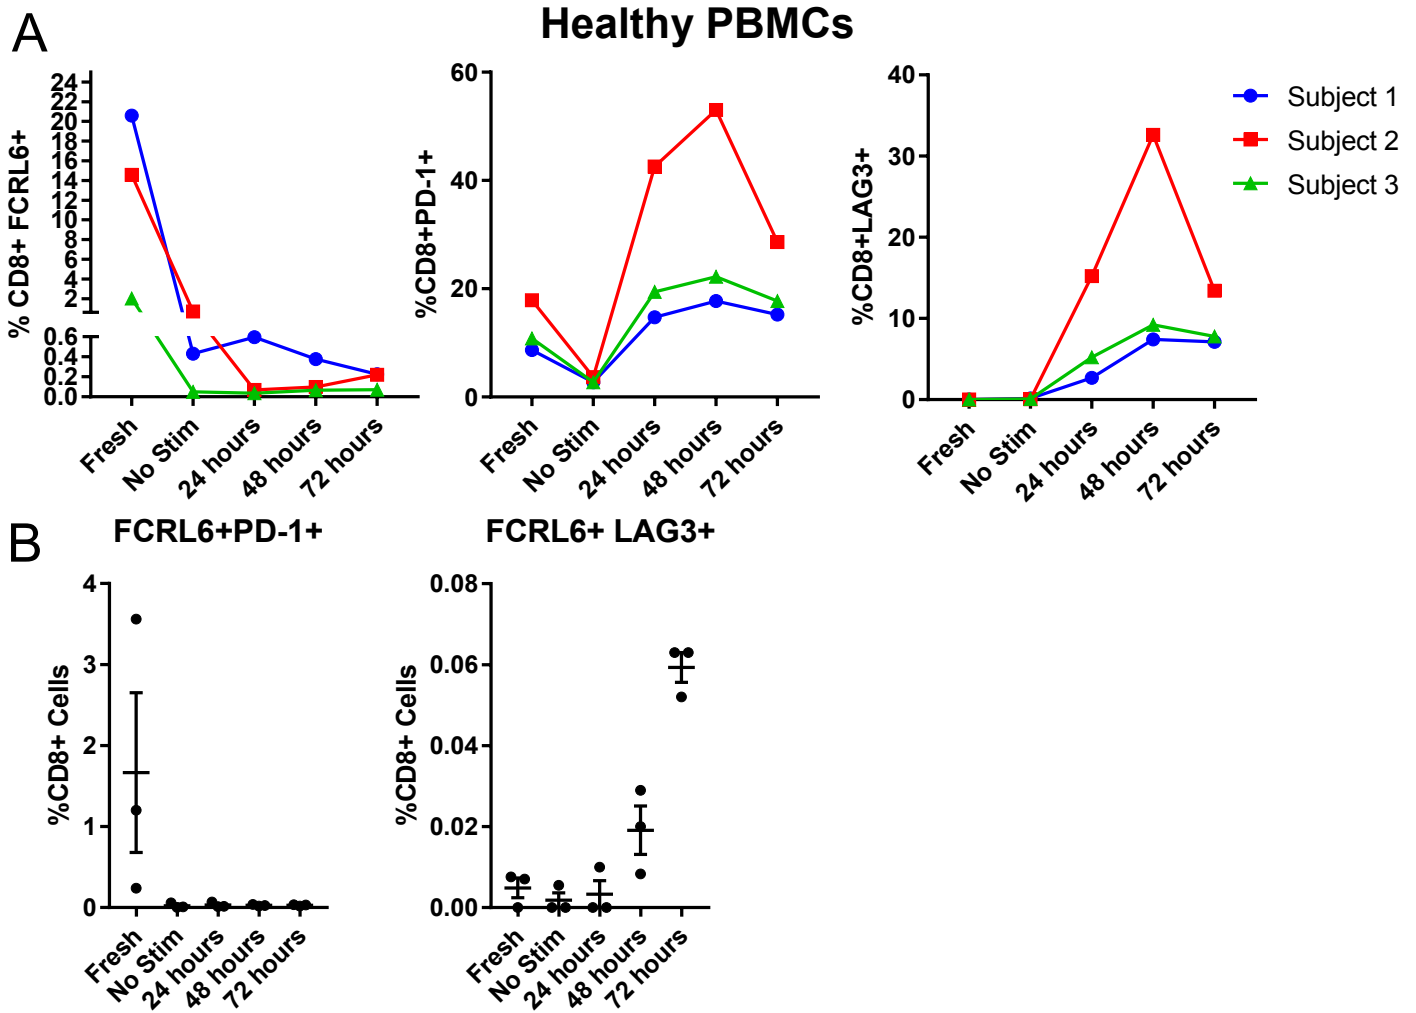 A
Healthy PBMCs
% CD8+ FCRL6+
24
22
20
18
16
14
12
10
8
6
4
2
0.6
0.4
0.2
0.0
Fresh
No Stim
24 hours
48 hours
72 hours
%CD8+PD-1+
60
40
20
0
Fresh
No Stim
24 hours
48 hours
72 hours
%CD8+LAG3+
40
30
20
10
0
Fresh
No Stim
24 hours
48 hours
72 hours
Subject 1
Subject 2
Subject 3
B
FCRL6+PD-1+
%CD8+ Cells
4
3
2
1
0
Fresh
No Stim
24 hours
48 hours
72 hours
FCRL6+ LAG3+
%CD8+ Cells
0.08
0.06
0.04
0.02
0.00
Fresh
No Stim
24 hours
48 hours
72 hours